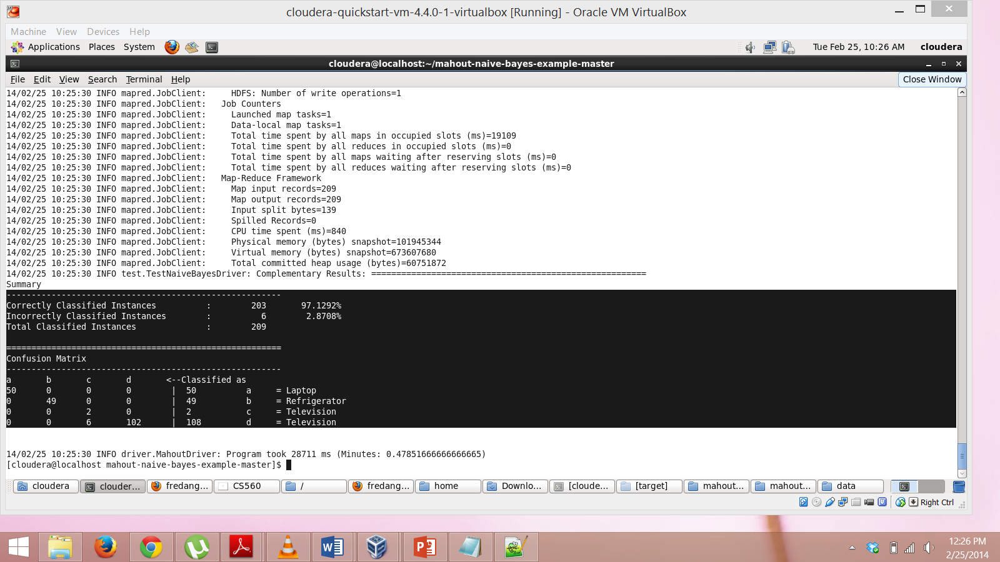 cloudera-quickstart-vm-4.4.0-1-virtualbox [Running] - Oracle VM VirtualBox
Machine View Devices Help
Applications Places System Tue Feb 25, 10:26 AM cloudera
cloudera@localhost:~/mahout-naive-bayes-example-master
File Edit View Search Terminal Help Close Window
14/02/25 10:25:30 INFO mapred.JobClient:     HDFS: Number of write operations=1
14/02/25 10:25:30 INFO mapred.JobClient:   Job Counters
14/02/25 10:25:30 INFO mapred.JobClient:     Launched map tasks=1
14/02/25 10:25:30 INFO mapred.JobClient:     Data-local map tasks=1
14/02/25 10:25:30 INFO mapred.JobClient:     Total time spent by all maps in occupied slots (ms)=19109
14/02/25 10:25:30 INFO mapred.JobClient:     Total time spent by all reduces in occupied slots (ms)=0
14/02/25 10:25:30 INFO mapred.JobClient:     Total time spent by all maps waiting after reserving slots (ms)=0
14/02/25 10:25:30 INFO mapred.JobClient:     Total time spent by all reduces waiting after reserving slots (ms)=0
14/02/25 10:25:30 INFO mapred.JobClient:   Map-Reduce Framework
14/02/25 10:25:30 INFO mapred.JobClient:     Map input records=209
14/02/25 10:25:30 INFO mapred.JobClient:     Map output records=209
14/02/25 10:25:30 INFO mapred.JobClient:     Input split bytes=139
14/02/25 10:25:30 INFO mapred.JobClient:     Spilled Records=0
14/02/25 10:25:30 INFO mapred.JobClient:     CPU time spent (ms)=840
14/02/25 10:25:30 INFO mapred.JobClient:     Physical memory (bytes) snapshot=101945344
14/02/25 10:25:30 INFO mapred.JobClient:     Virtual memory (bytes) snapshot=673607680
14/02/25 10:25:30 INFO mapred.JobClient:     Total committed heap usage (bytes)=60751872
14/02/25 10:25:30 INFO test.TestNaiveBayesDriver: Complementary Results: =======================================================
Summary
-------------------------------------------------------
Correctly Classified Instances          :        203       97.1292%
Incorrectly Classified Instances        :          6        2.8708%
Total Classified Instances              :        209
=======================================================
Confusion Matrix
-------------------------------------------------------
a       b       c       d       <--Classified as
50      0       0       0        |  50          a     = Laptop
0       49      0       0        |  49          b     = Refrigerator
0       0       2       0        |  2           c     = Television
0       0       6       102      |  108         d     = Television
14/02/25 10:25:30 INFO driver.MahoutDriver: Program took 28711 ms (Minutes: 0.47851666666666665)
[cloudera@localhost mahout-naive-bayes-example-master]$
cloudera clouder... fredang... CS560 / fredang... home Downlo... [cloude... [target] mahout... mahout... data
Right Ctrl
12:26 PM
2/25/2014